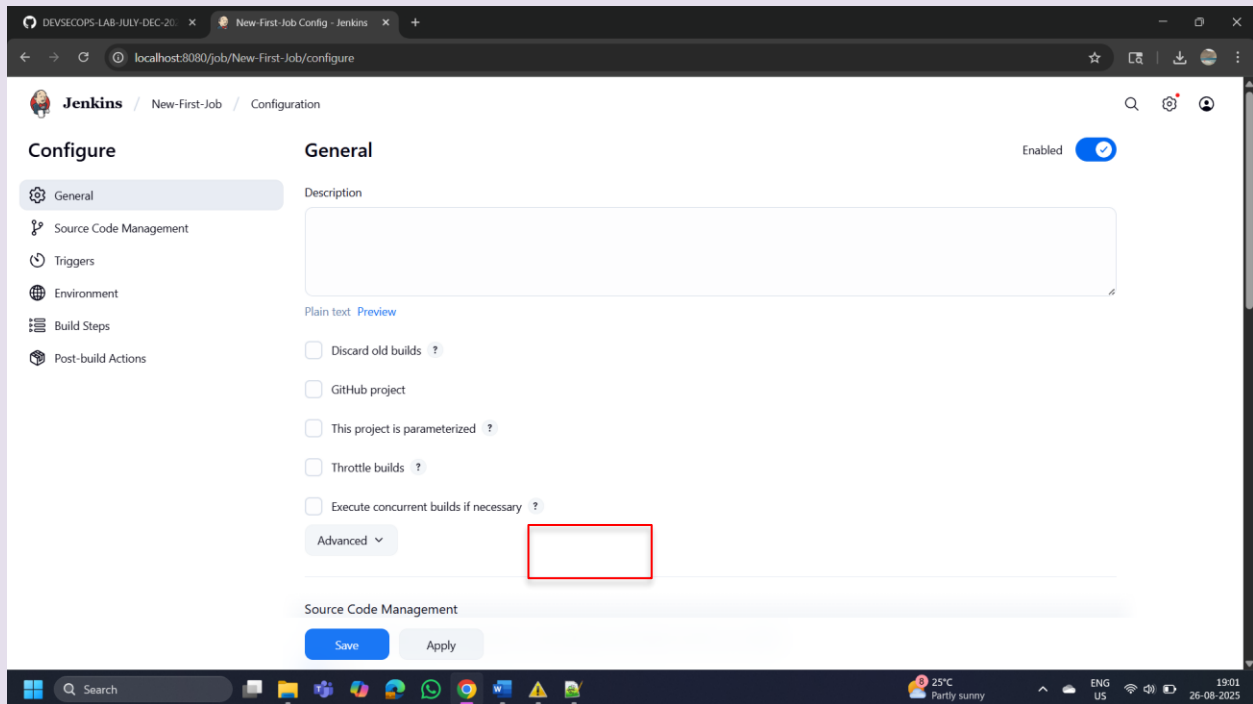 DEVSECOPS-LAB-JULY-DEC-202
New-First-Job Config - Jenkins
localhost:8080/job/New-First-Job/configure
Jenkins / New-First-Job / Configuration
Configure
General
Source Code Management
Triggers
Environment
Build Steps
Post-build Actions
General
Enabled
Description
Plain text Preview
Discard old builds ?
GitHub project
This project is parameterized ?
Throttle builds ?
Execute concurrent builds if necessary ?
Advanced
Source Code Management
Save Apply
Search
8
25°C
Partly sunny
ENG
US
19:01
26-08-2025